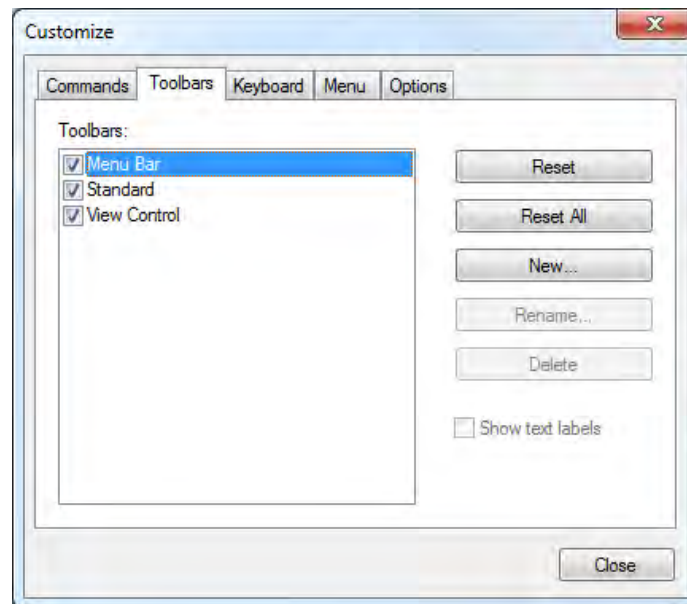 Customize
Commands Toolbars Keyboard Menu Options
Toolbars:
Menu Bar
Standard
View Control
Reset
Reset All
New...
Rename...
Delete
Show text labels
Close